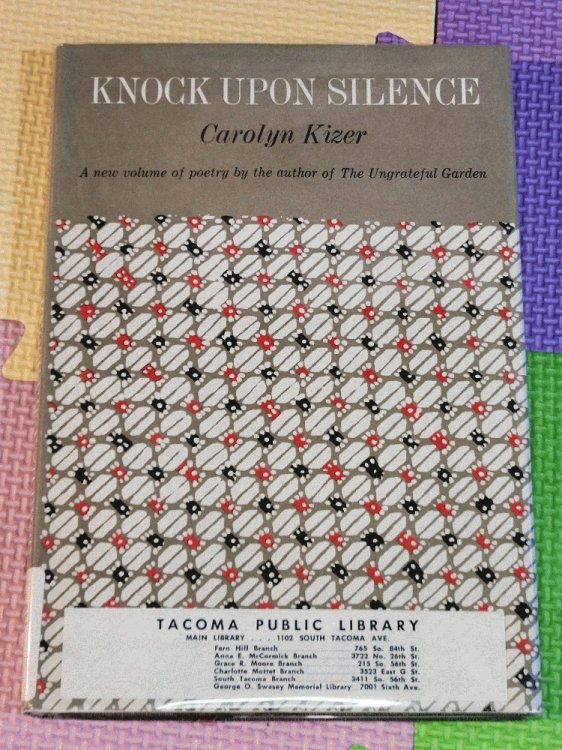 KNOCK UPON SILENCE
Carolyn Kizer
A new volume of poetry by the author of The Ungrateful Garden
TACOMA PUBLIC LIBRARY
MAIN LIBRARY . . . 1102 SOUTH TACOMA AVE.
Fern Hill Branch 765 So. 84th St.
Anna E. McCormick Branch 3722 No. 26th St.
Grace R. Moore Branch 215 So. 56th St.
Charlotte Mottet Branch 3523 East G St.
South Tacoma Branch 3411 So. 56th St.
George O. Swasey Memorial Library 7001 Sixth Ave.